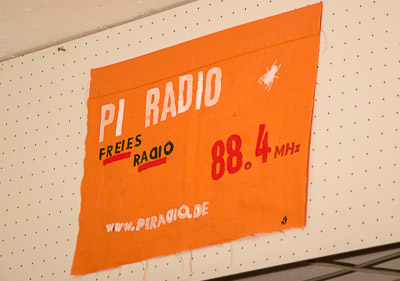 PI RADIO
FREIES
RADIO
88.4 MHz
WWW.PIRADIO.DE